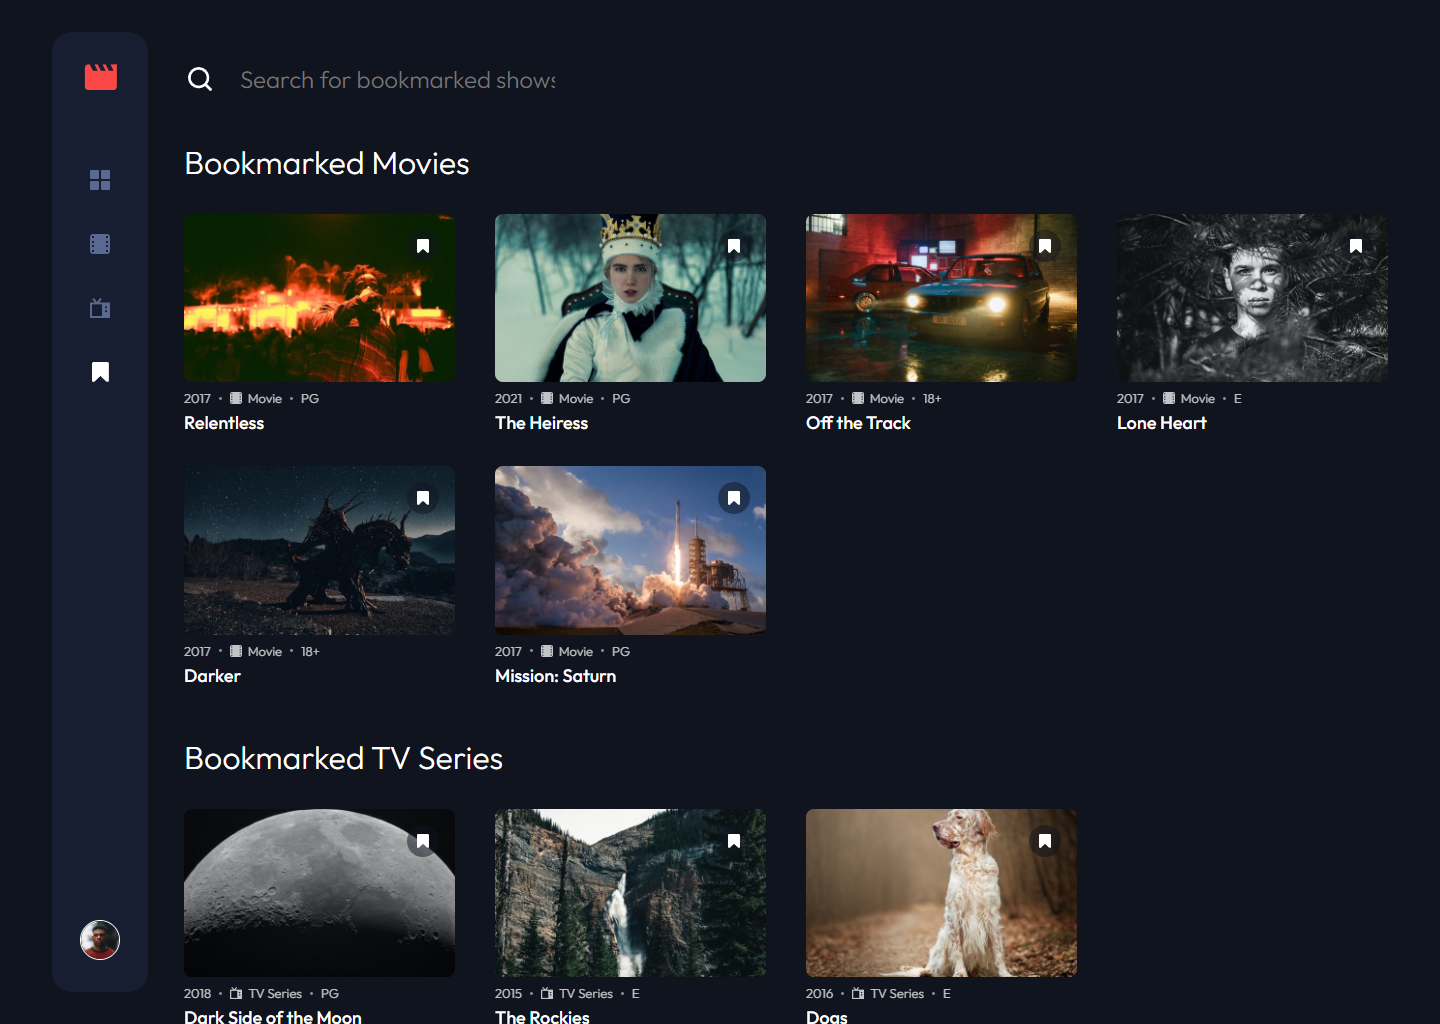 Search for bookmarked shows
Bookmarked Movies
2017 • Movie • PG
Relentless
2021 • Movie • PG
The Heiress
2017 • Movie • 18+
Off the Track
2017 • Movie • E
Lone Heart
2017 • Movie • 18+
Darker
2017 • Movie • PG
Mission: Saturn
Bookmarked TV Series
2018 • TV Series • PG
Dark Side of the Moon
2015 • TV Series • E
The Rockies
2016 • TV Series • E
Dogs